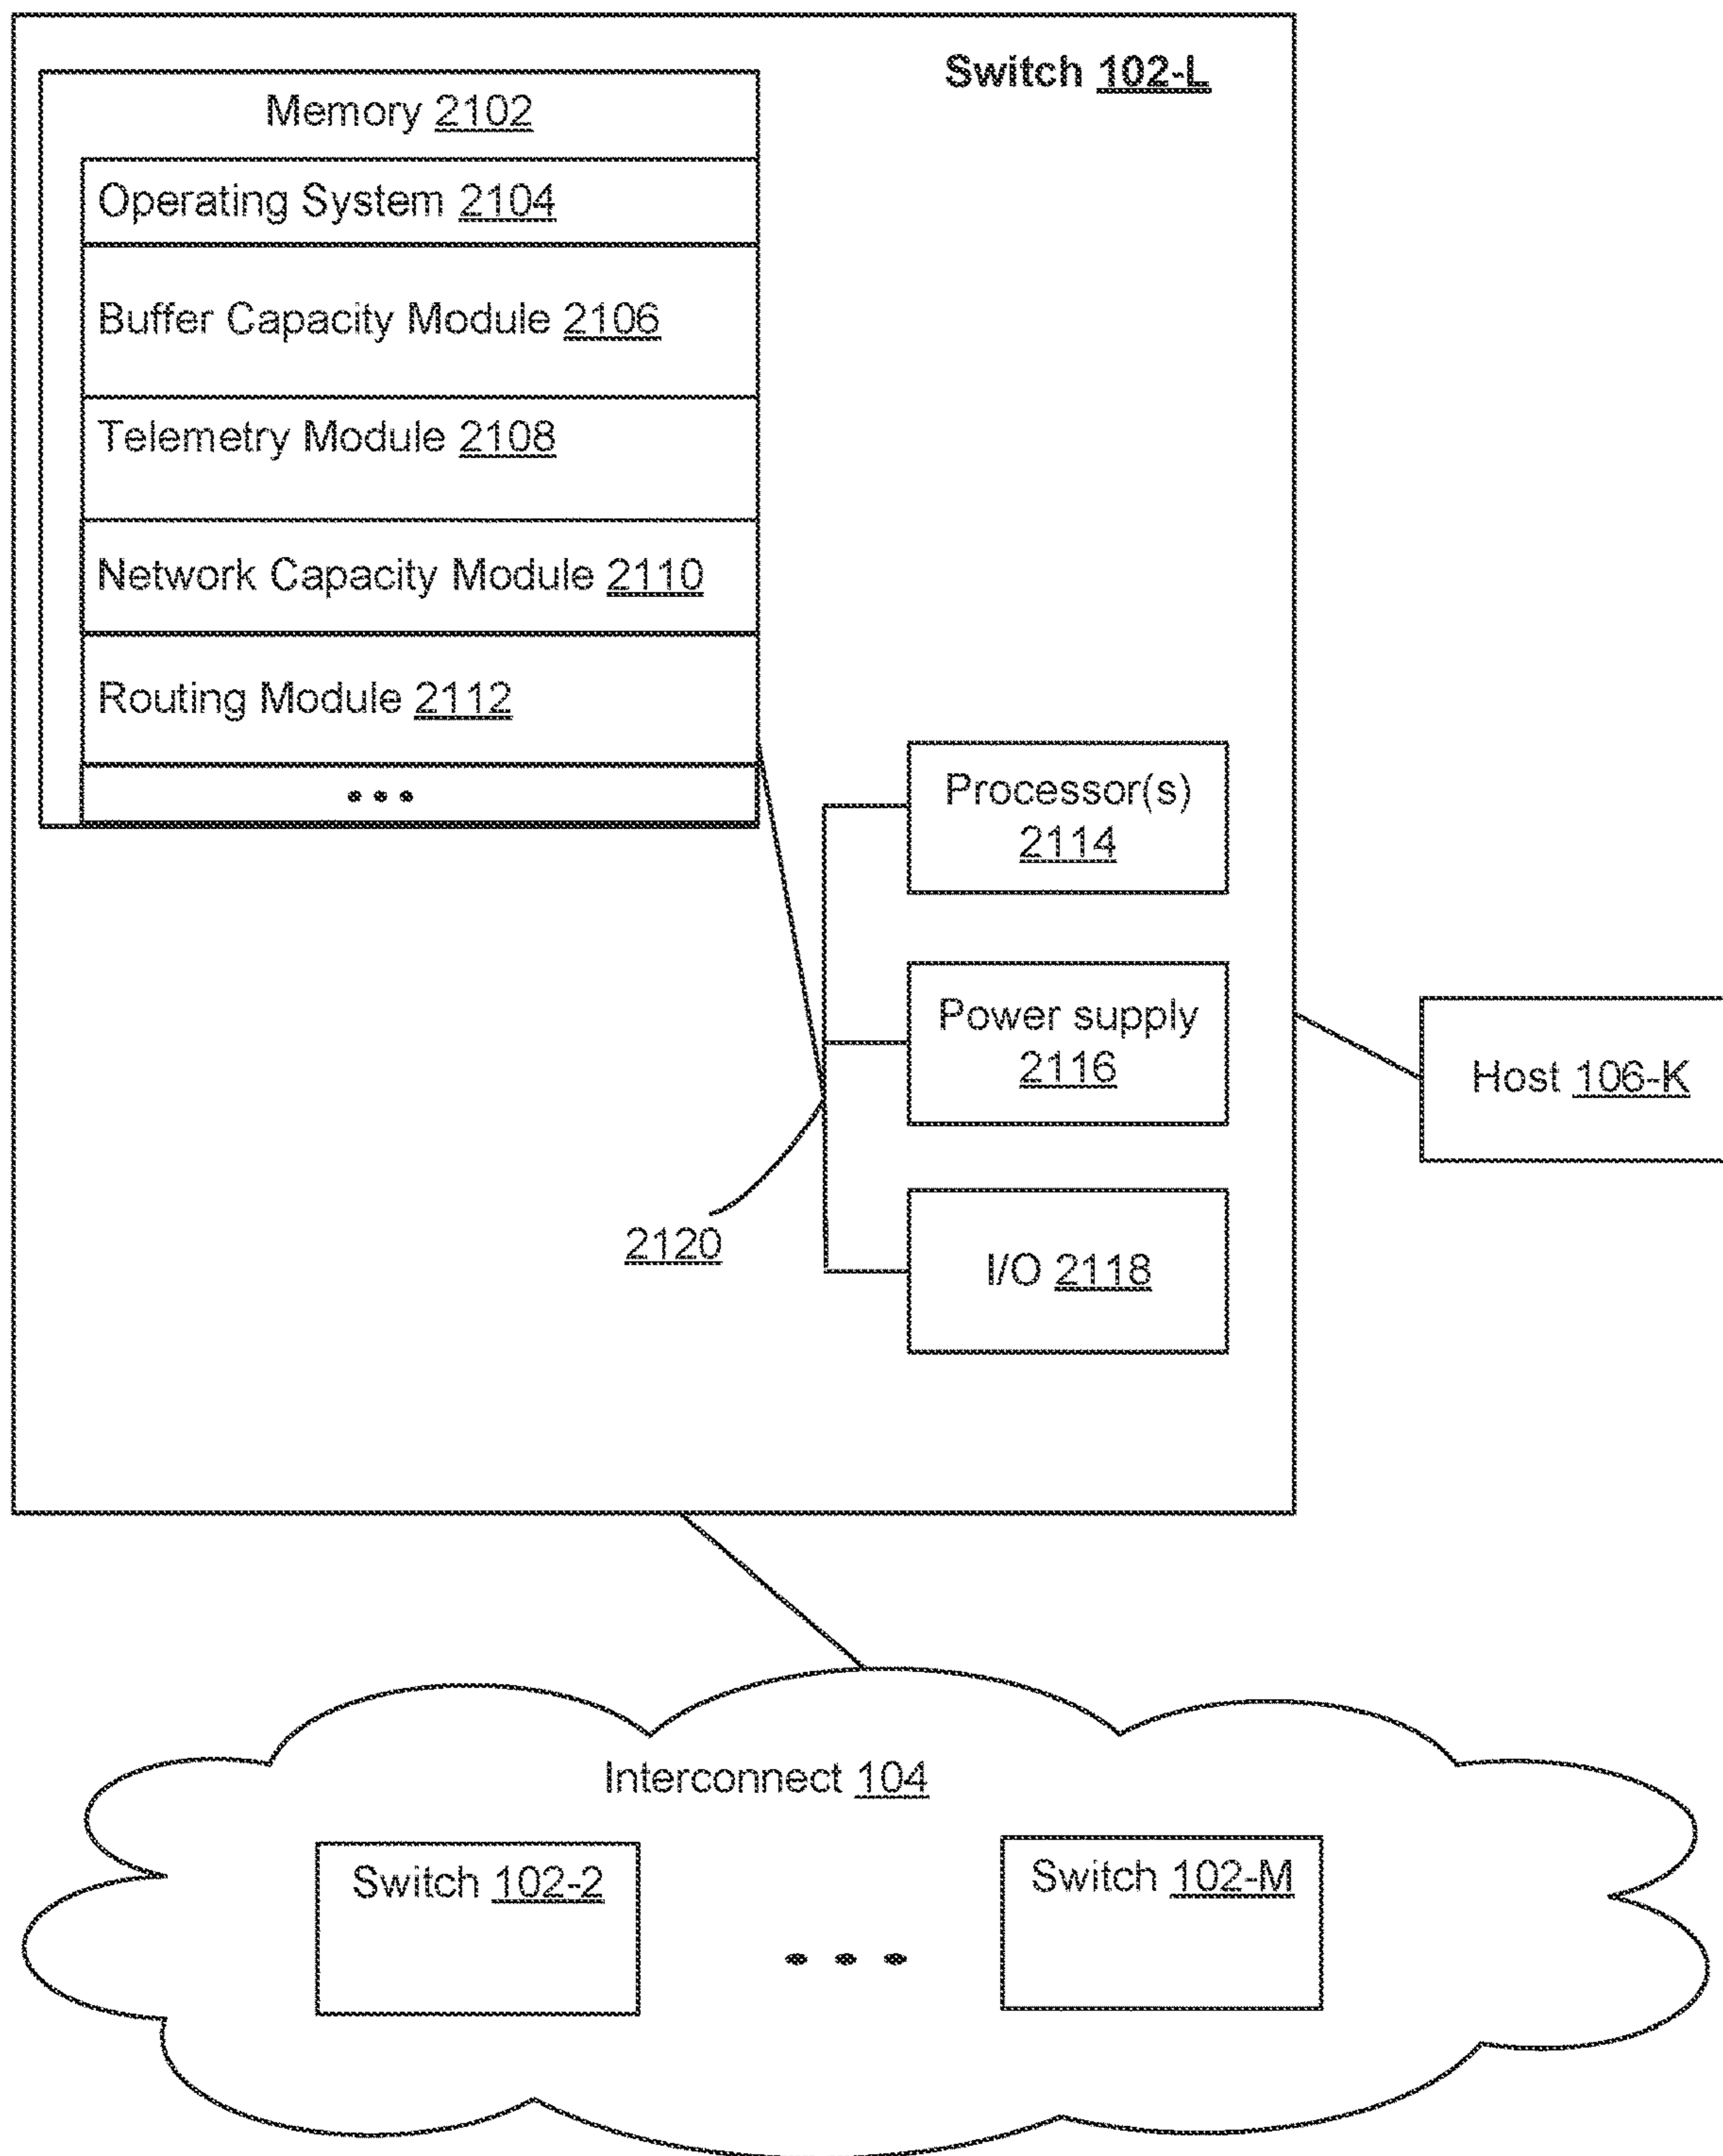 Switch 102-L
Memory 2102
Operating System 2104
Buffer Capacity Module 2106
Telemetry Module 2108
Network Capacity Module 2110
Routing Module 2112
•••
Processor(s)
2114
Power supply
2116
Host 106-K
2120
I/O 2118
Interconnect 104
Switch 102-2
Switch 102-M
• • •